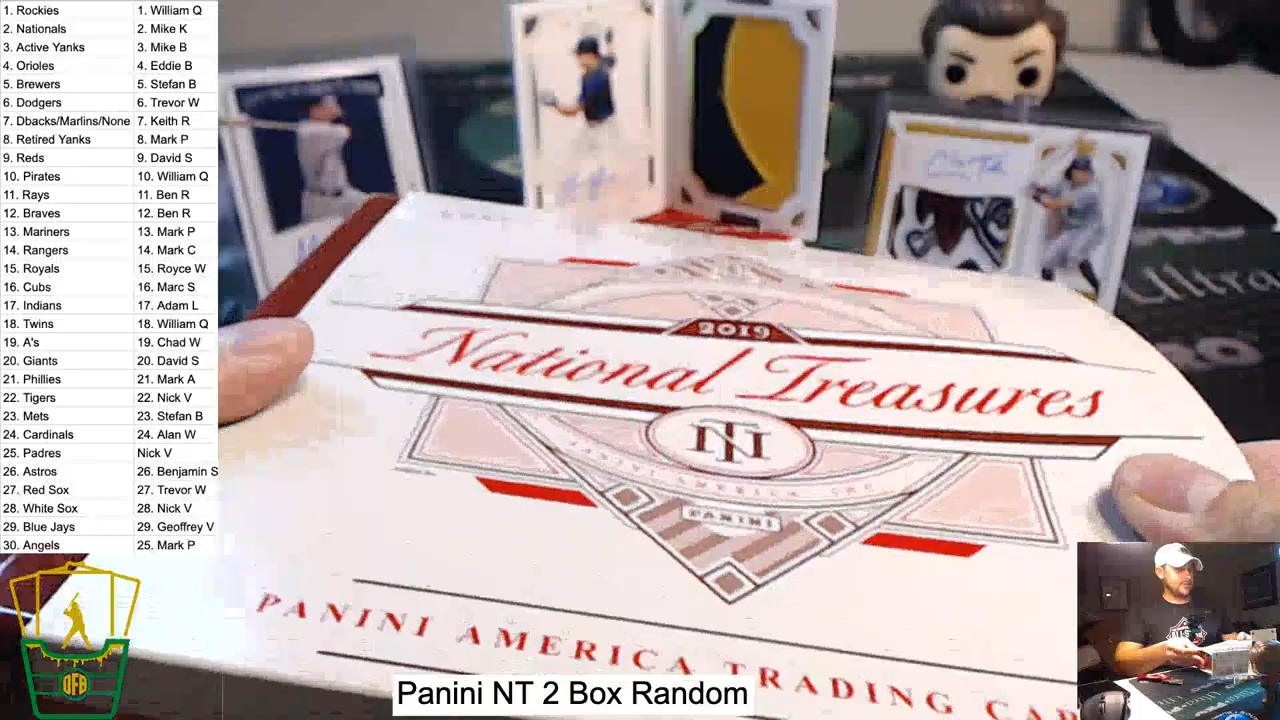 1. Rockies 1. William Q
2. Nationals 2. Mike K
3. Active Yanks 3. Mike B
4. Orioles 4. Eddie B
5. Brewers 5. Stefan B
6. Dodgers 6. Trevor W
7. Dbacks/Marlins/None 7. Keith R
8. Retired Yanks 8. Mark P
9. Reds 9. David S
10. Pirates 10. William Q
11. Rays 11. Ben R
12. Braves 12. Ben R
13. Mariners 13. Mark P
14. Rangers 14. Mark C
15. Royals 15. Royce W
16. Cubs 16. Marc S
17. Indians 17. Adam L
18. Twins 18. William Q
19. A's 19. Chad W
20. Giants 20. David S
21. Phillies 21. Mark A
22. Tigers 22. Nick V
23. Mets 23. Stefan B
24. Cardinals 24. Alan W
25. Padres Nick V
26. Astros 26. Benjamin S
27. Red Sox 27. Trevor W
28. White Sox 28. Nick V
29. Blue Jays 29. Geoffrey V
30. Angels 25. Mark P
2019
National Treasures
NT
PANINI AMERICA, INC.
PANINI
PANINI AMERICA TRADING CAR
Ultra
PRO
OFB
Panini NT 2 Box Random